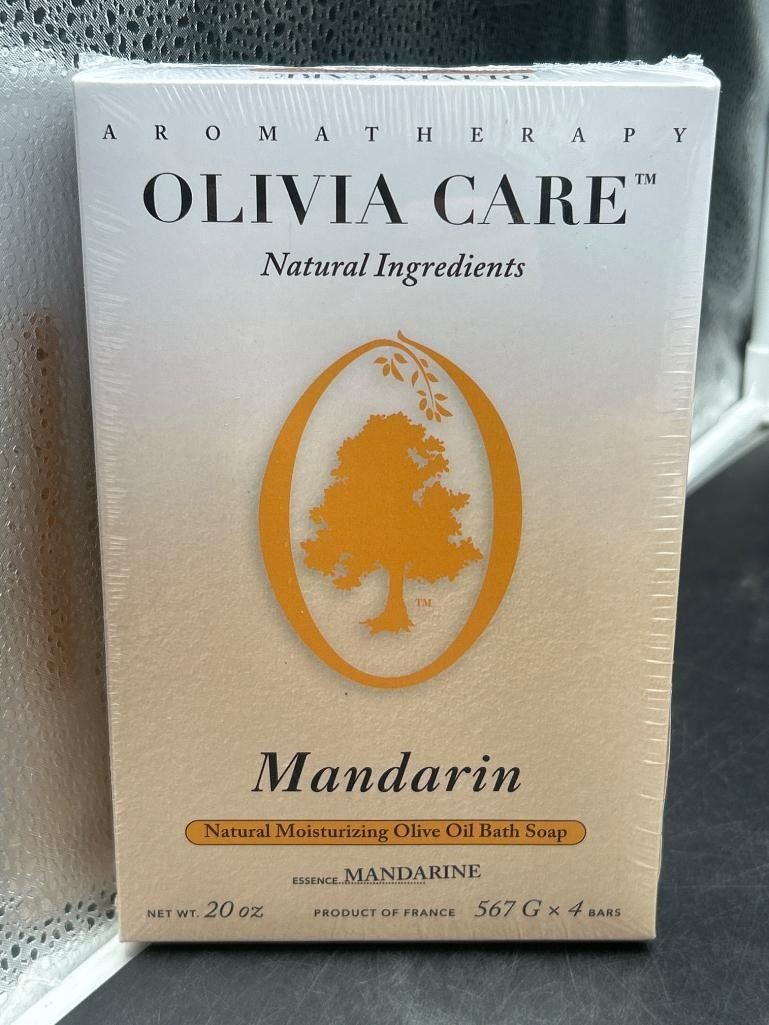 AROMATHERAPY
OLIVIA CARE™
Natural Ingredients
TM
Mandarin
Natural Moisturizing Olive Oil Bath Soap
ESSENCE MANDARINE
NET WT. 20 oz PRODUCT OF FRANCE 567 G × 4 BARS